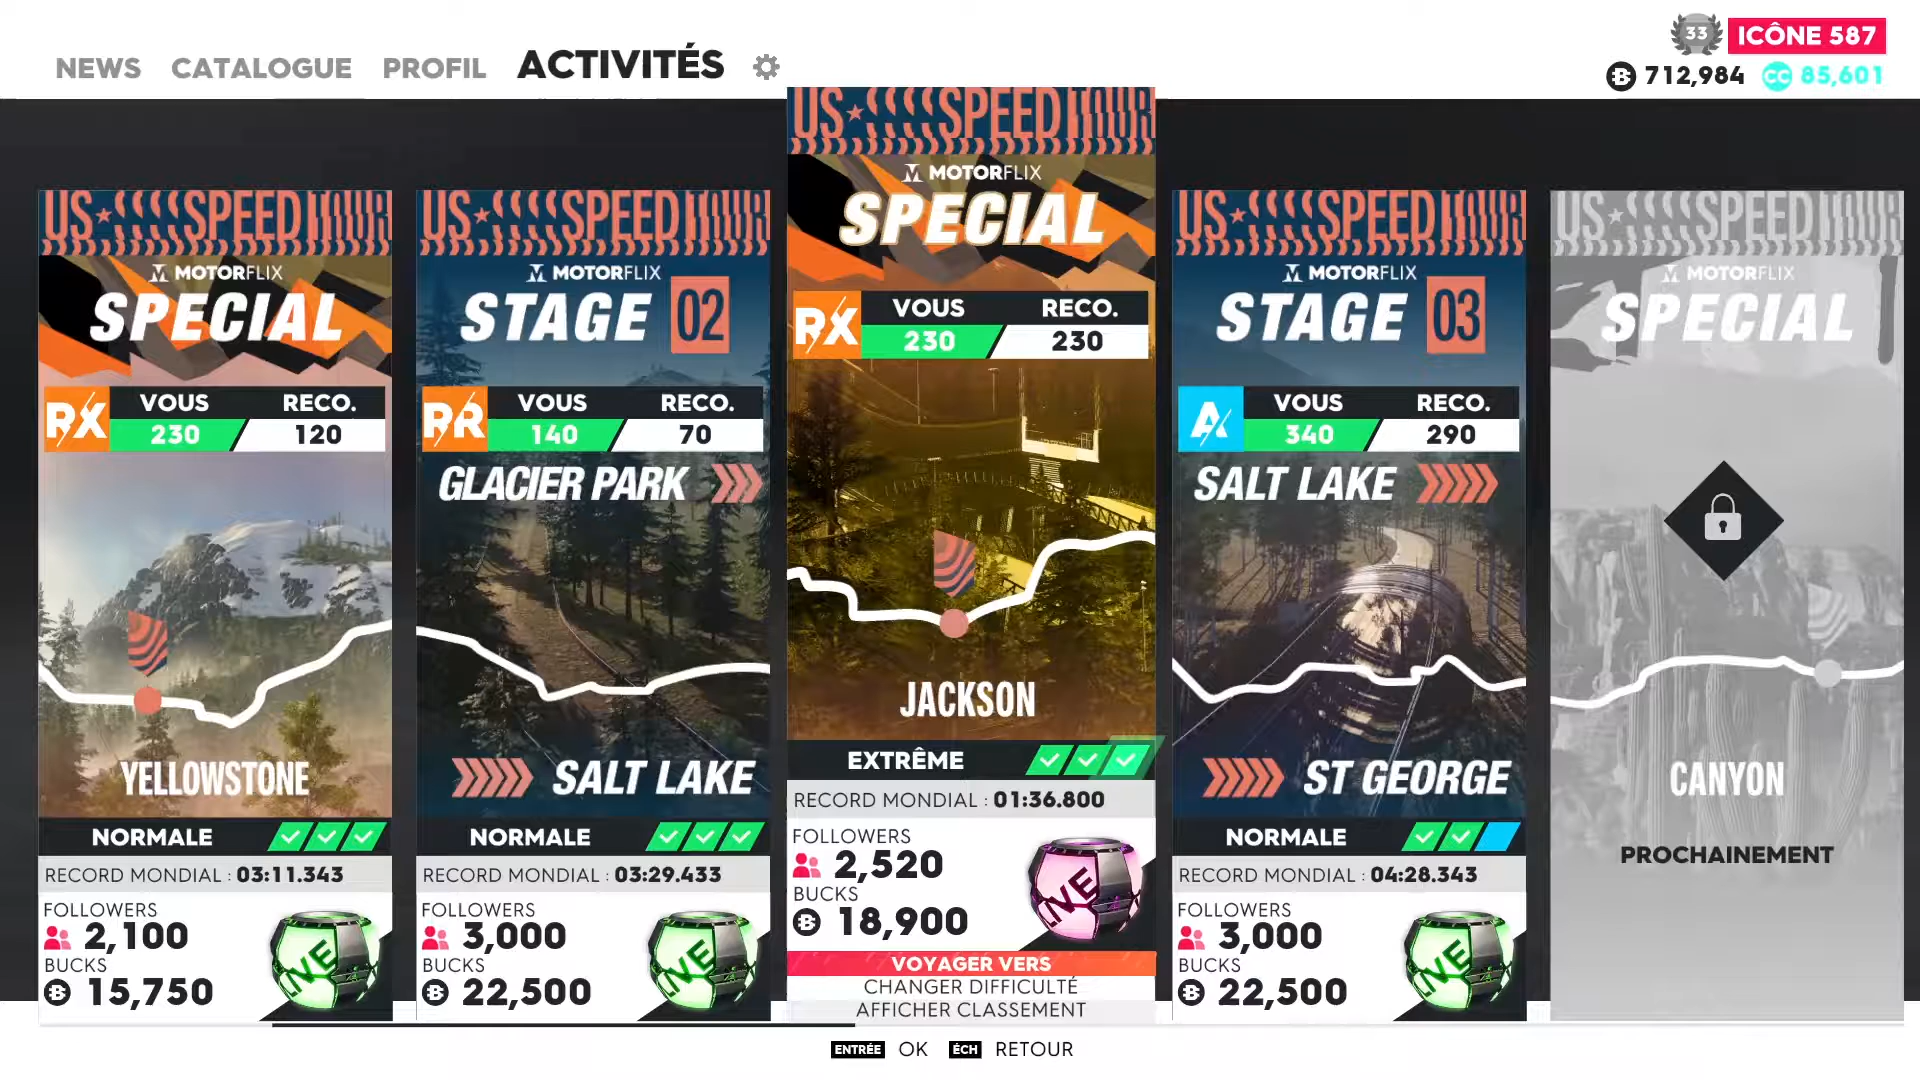 NEWS CATALOGUE PROFIL ACTIVITÉS
33 ICÔNE 587
712,984 CC 85,601
US SPEED TOUR
MOTORFLIX
SPECIAL
RX VOUS RECO.
230 120
YELLOWSTONE
NORMALE
RECORD MONDIAL : 03:11.343
FOLLOWERS
2,100
BUCKS
15,750
LIVE
US SPEED TOUR
MOTORFLIX
STAGE 02
RR VOUS RECO.
140 70
GLACIER PARK
SALT LAKE
NORMALE
RECORD MONDIAL : 03:29.433
FOLLOWERS
3,000
BUCKS
22,500
LIVE
US SPEED TOUR
MOTORFLIX
SPECIAL
RX VOUS RECO.
230 230
JACKSON
EXTRÊME
RECORD MONDIAL : 01:36.800
FOLLOWERS
2,520
BUCKS
18,900
LIVE
VOYAGER VERS
CHANGER DIFFICULTÉ
AFFICHER CLASSEMENT
US SPEED TOUR
MOTORFLIX
STAGE 03
A VOUS RECO.
340 290
SALT LAKE
ST GEORGE
NORMALE
RECORD MONDIAL : 04:28.343
FOLLOWERS
3,000
BUCKS
22,500
LIVE
US SPEED TOUR
MOTORFLIX
SPECIAL
CANYON
PROCHAINEMENT
ENTRÉE OK ÉCH RETOUR